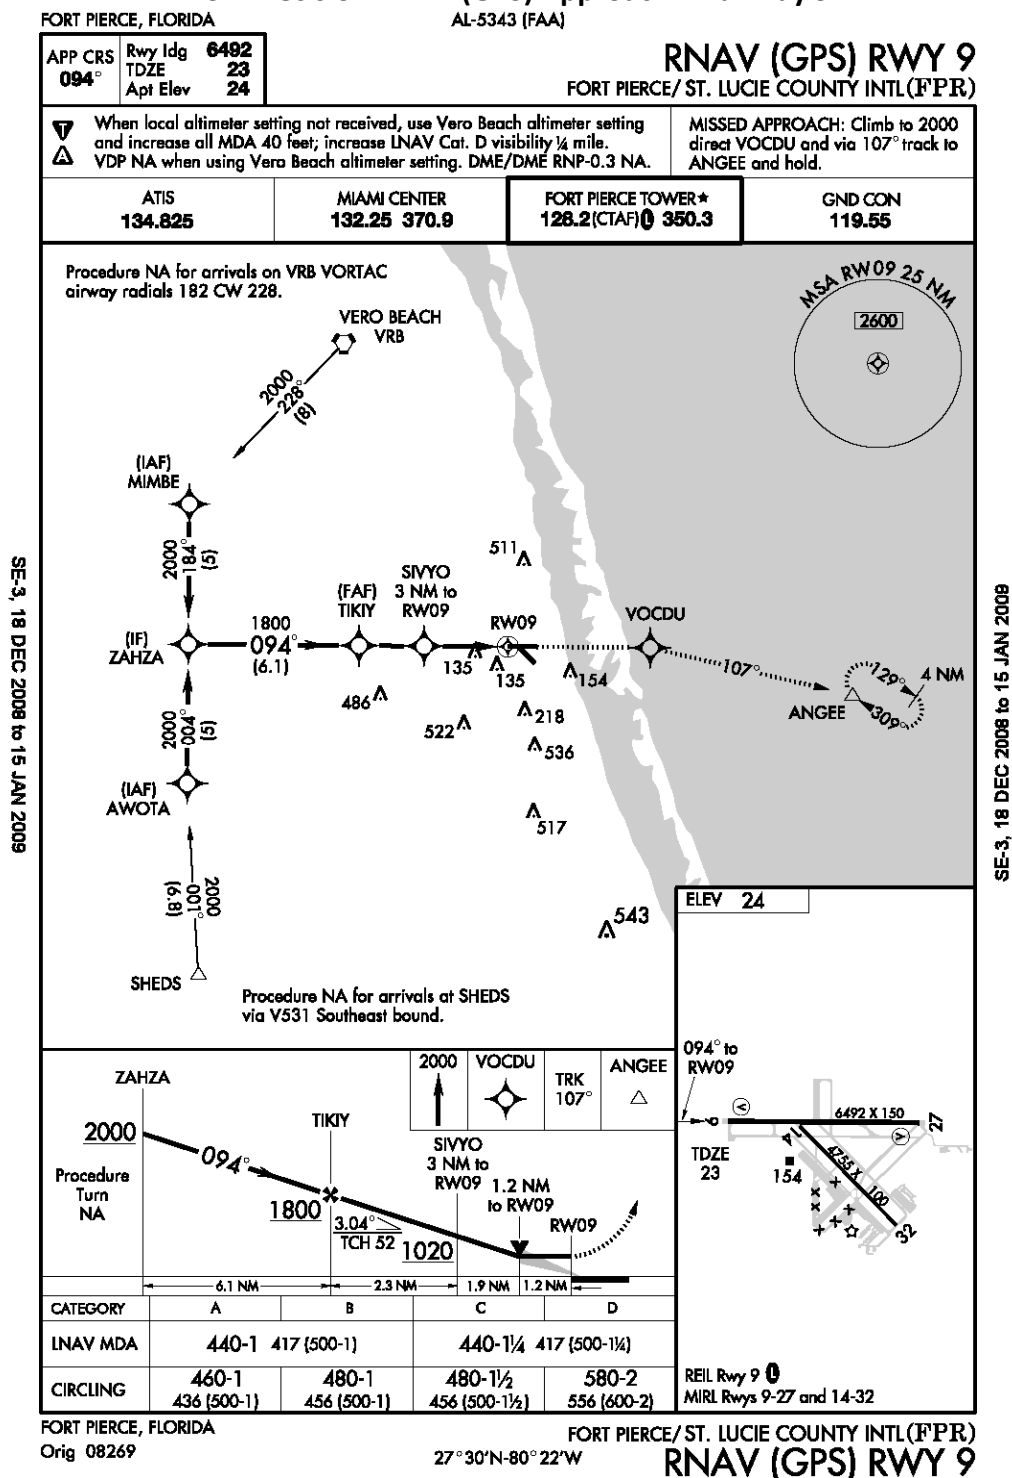 FORT PIERCE, FLORIDA
AL-5343 (FAA)
APP CRS
094°
Rwy ldg 6492
TDZE 23
Apt Elev 24
RNAV (GPS) RWY 9
FORT PIERCE/ ST. LUCIE COUNTY INTL (FPR)
T
A
When local altimeter setting not received, use Vero Beach altimeter setting
and increase all MDA 40 feet; increase LNAV Cat. D visibility ¼ mile.
VDP NA when using Vero Beach altimeter setting. DME/DME RNP-0.3 NA.
MISSED APPROACH: Climb to 2000
direct VOCDU and via 107° track to
ANGEE and hold.
ATIS
134.825
MIAMI CENTER
132.25 370.9
FORT PIERCE TOWER★
128.2 (CTAF) L 350.3
GND CON
119.55
Procedure NA for arrivals on VRB VORTAC
airway radials 182 CW 228.
VERO BEACH
VRB
2000
228°
(8)
MSA RW09 25 NM
2600
(IAF)
MIMBE
2000
184°
(5)
511
SIVYO
3 NM to
RW09
(FAF)
TIKIY
RW09
VOCDU
(IF)
ZAHZA
1800
094°
(6.1)
135
135
154
107°
ANGEE
129°
309°
4 NM
486
522
218
536
517
543
2000
004°
(5)
(IAF)
AWOTA
2000
001°
(6.8)
SHEDS
Procedure NA for arrivals at SHEDS
via V531 Southeast bound.
SE-3, 18 DEC 2008 to 15 JAN 2009
SE-3, 18 DEC 2008 to 15 JAN 2009
ELEV 24
094° to
RW09
9
V
6492 X 150
27
V
TDZE
23
14
154
4755 X 100
32
REIL Rwy 9 L
MIRL Rwys 9-27 and 14-32
ZAHZA
2000
094°
Procedure
Turn
NA
TIKIY
1800
3.04°
TCH 52
1020
2000
VOCDU
TRK
107°
ANGEE
SIVYO
3 NM to
RW09
1.2 NM
to RW09
RW09
6.1 NM
2.3 NM
1.9 NM
1.2 NM
CATEGORY A B C D
LNAV MDA 440-1 417 (500-1) 440-1¼ 417 (500-1¼)
CIRCLING
460-1
436 (500-1)
480-1
456 (500-1)
480-1½
456 (500-1½)
580-2
556 (600-2)
FORT PIERCE, FLORIDA
Orig 08269
27°30'N-80°22'W
FORT PIERCE/ ST. LUCIE COUNTY INTL (FPR)
RNAV (GPS) RWY 9